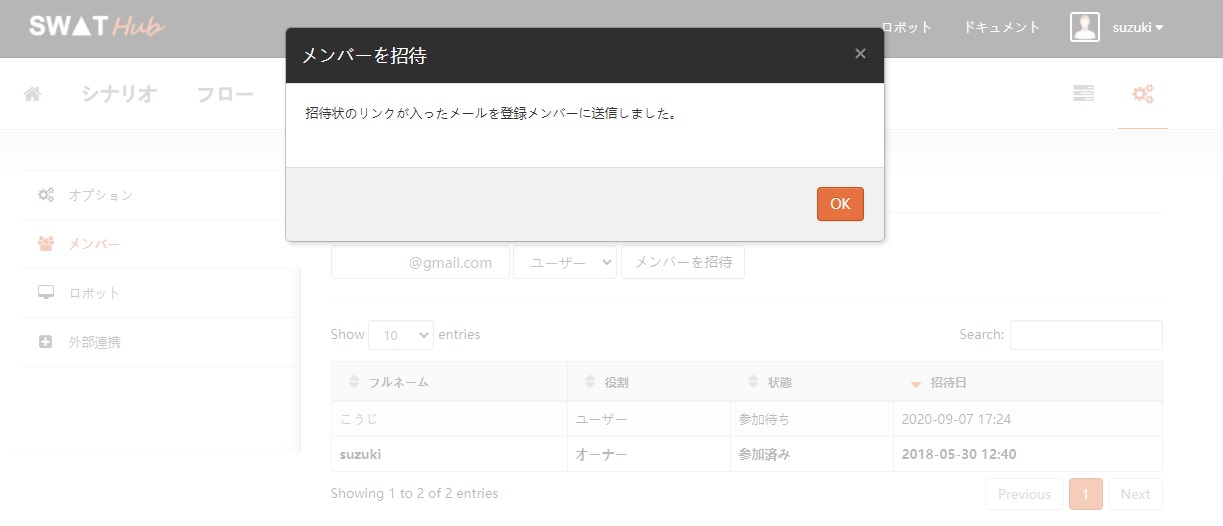 SWAT Hub
ロボット ドキュメント suzuki
メンバーを招待 ×
シナリオ フロー
招待状のリンクが入ったメールを登録メンバーに送信しました。
OK
オプション
メンバー
ロボット
外部連携
@gmail.com ユーザー メンバーを招待
Show 10 entries Search:
フルネーム 役割 状態 招待日
こうじ ユーザー 参加待ち 2020-09-07 17:24
suzuki オーナー 参加済み 2018-05-30 12:40
Showing 1 to 2 of 2 entries Previous 1 Next